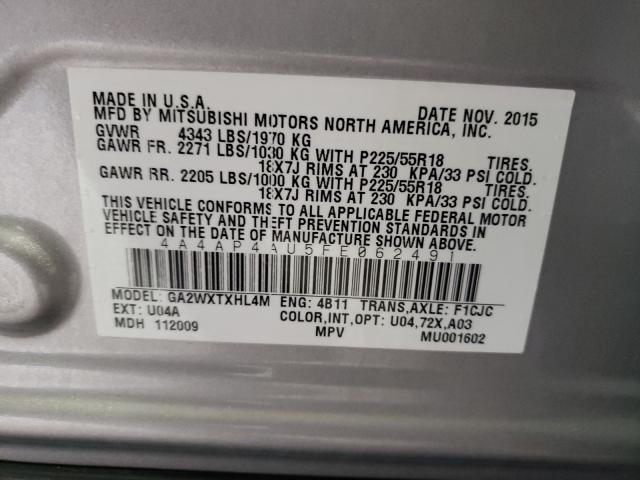 MADE IN U.S.A. DATE NOV. 2015
MFD BY MITSUBISHI MOTORS NORTH AMERICA, INC.
GVWR 4343 LBS/1970 KG
GAWR FR. 2271 LBS/1030 KG WITH P225/55R18 TIRES,
18X7J RIMS AT 230 KPA/33 PSI COLD.
GAWR RR. 2205 LBS/1000 KG WITH P225/55R18 TIRES,
18X7J RIMS AT 230 KPA/33 PSI COLD.
THIS VEHICLE CONFORMS TO ALL APPLICABLE FEDERAL MOTOR
VEHICLE SAFETY AND THEFT PREVENTION STANDARDS IN
EFFECT ON THE DATE OF MANUFACTURE SHOWN ABOVE.
4A4AP4AU5FE062491
MODEL: GA2WXTXHL4M ENG: 4B11 TRANS,AXLE: F1CJC
EXT: U04A COLOR,INT,OPT: U04,72X,A03
MDH 112009 MPV MU001602